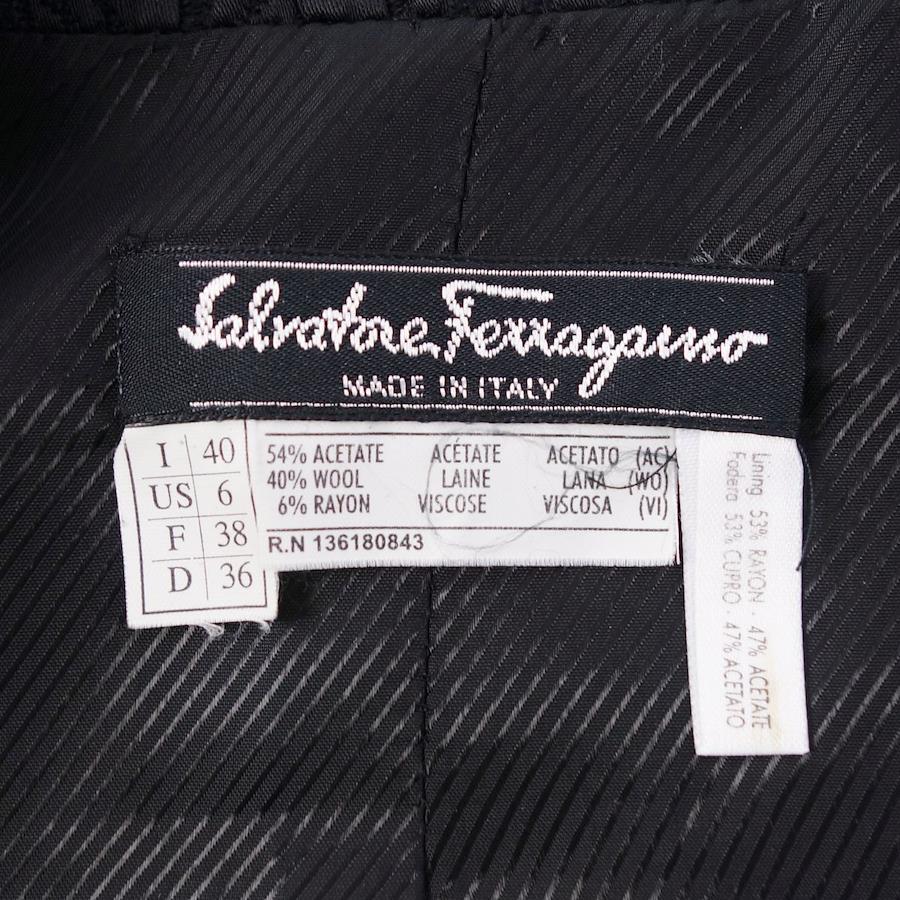 Salvatore Ferragamo
MADE IN ITALY
I 40
US 6
F 38
D 36
54% ACETATE ACÉTATE ACETATO (AC)
40% WOOL LAINE LANA (WO)
6% RAYON VISCOSE VISCOSA (VI)
R.N 136180843
Lining 53% RAYON · 47% ACETATE
Fodera 53% CUPRO · 47% ACETATO